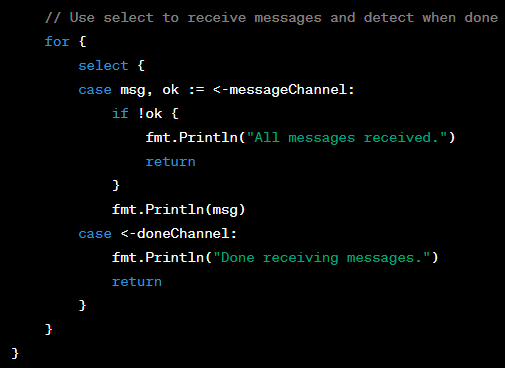 // Use select to receive messages and detect when done
for {
select {
case msg, ok := <-messageChannel:
if !ok {
fmt.Println("All messages received.")
return
}
fmt.Println(msg)
case <-doneChannel:
fmt.Println("Done receiving messages.")
return
}
}
}